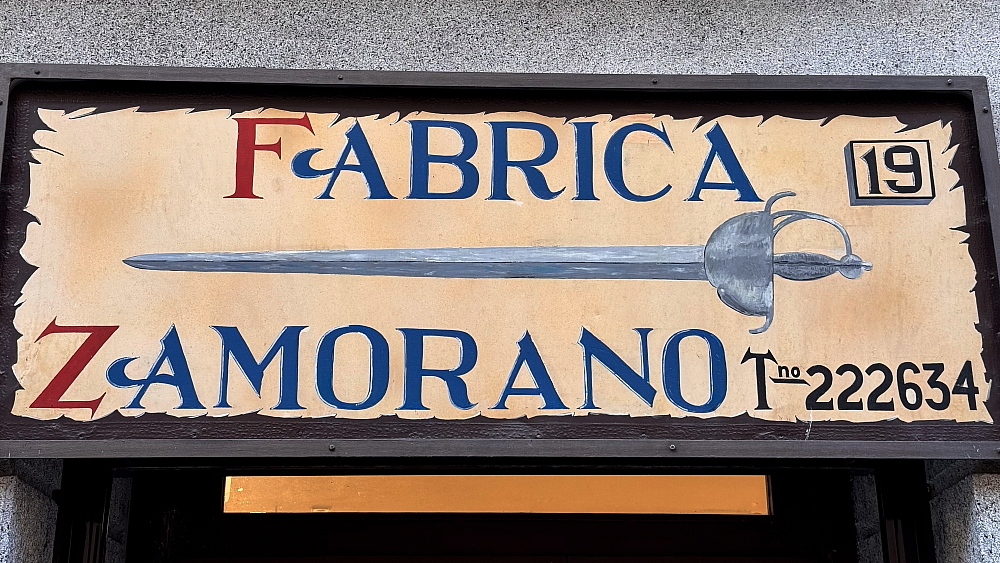 FABRICA
19
ZAMORANO
Tno 222634